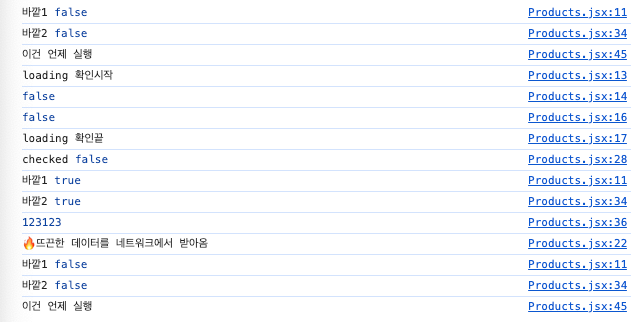 바깥1 false Products.jsx:11
바깥2 false Products.jsx:34
이건 언제 실행 Products.jsx:45
loading 확인시작 Products.jsx:13
false Products.jsx:14
false Products.jsx:16
loading 확인끝 Products.jsx:17
checked false Products.jsx:28
바깥1 true Products.jsx:11
바깥2 true Products.jsx:34
123123 Products.jsx:36
🔥뜨끈한 데이터를 네트워크에서 받아옴 Products.jsx:22
바깥1 false Products.jsx:11
바깥2 false Products.jsx:34
이건 언제 실행 Products.jsx:45